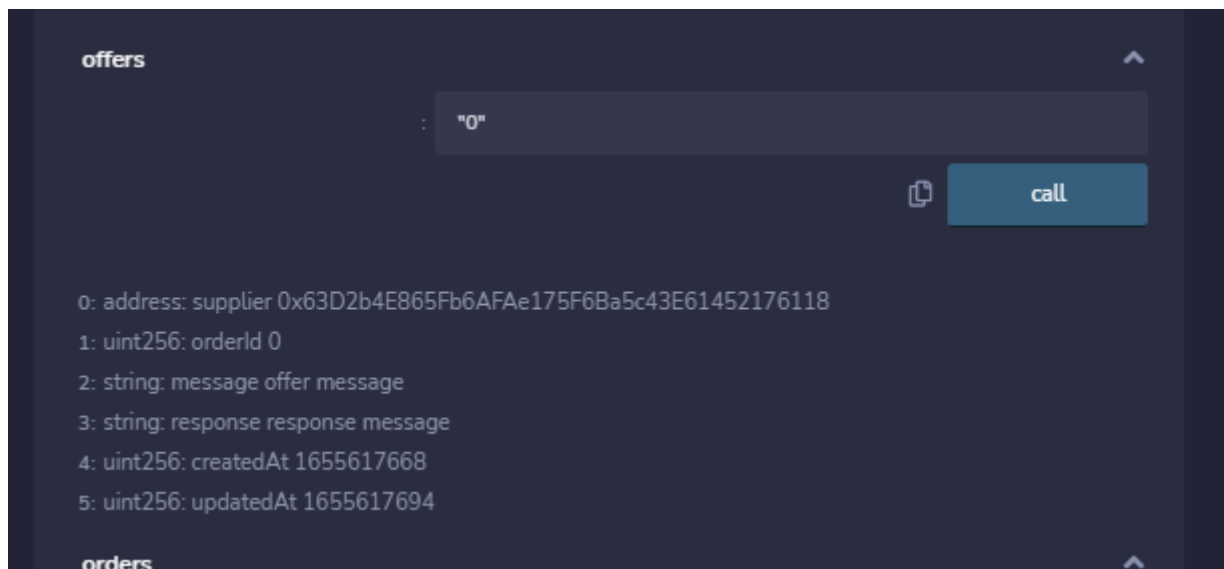 offers
: "0"
call
0: address: supplier 0x63D2b4E865Fb6AFAe175F6Ba5c43E61452176118
1: uint256: orderId 0
2: string: message offer message
3: string: response response message
4: uint256: createdAt 1655617668
5: uint256: updatedAt 1655617694
orders